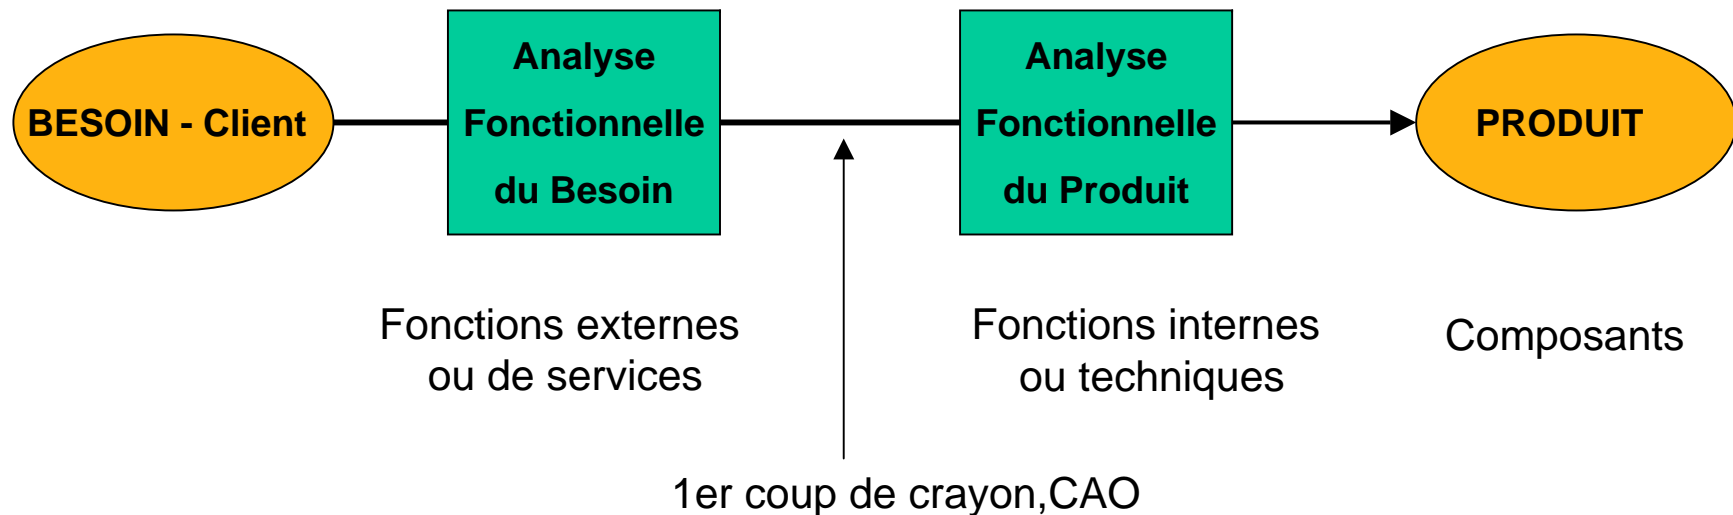 BESOIN - Client
Analyse
Fonctionnelle
du Besoin
Analyse
Fonctionnelle
du Produit
PRODUIT
Fonctions externes
ou de services
Fonctions internes
ou techniques
Composants
1er coup de crayon,CAO